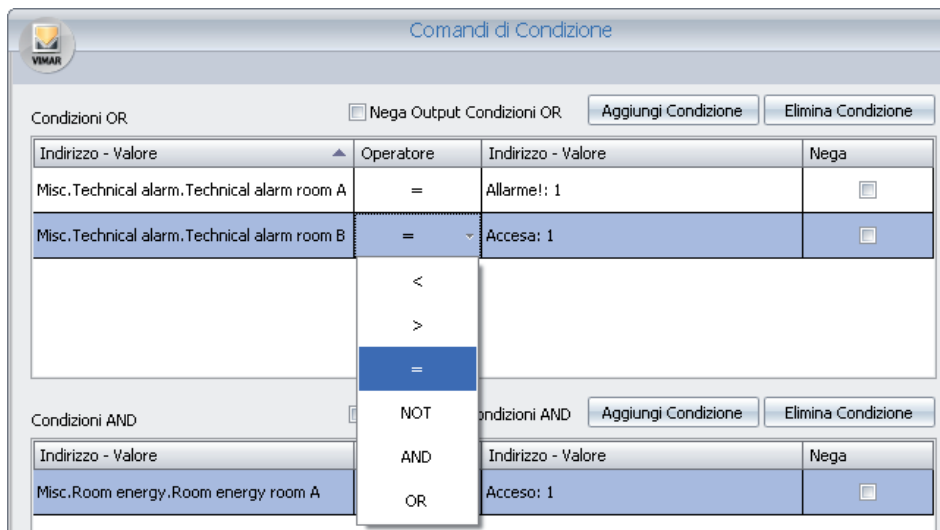 Comandi di Condizione
VIMAR
Condizioni OR Nega Output Condizioni OR Aggiungi Condizione Elimina Condizione
Indirizzo - Valore Operatore Indirizzo - Valore Nega
Misc.Technical alarm.Technical alarm room A = Allarme!: 1
Misc.Technical alarm.Technical alarm room B = Accesa: 1
<
>
=
Condizioni AND NOT AND Aggiungi Condizione Elimina Condizione
Indirizzo - Valore AND Indirizzo - Valore Nega
Misc.Room energy.Room energy room A OR Acceso: 1